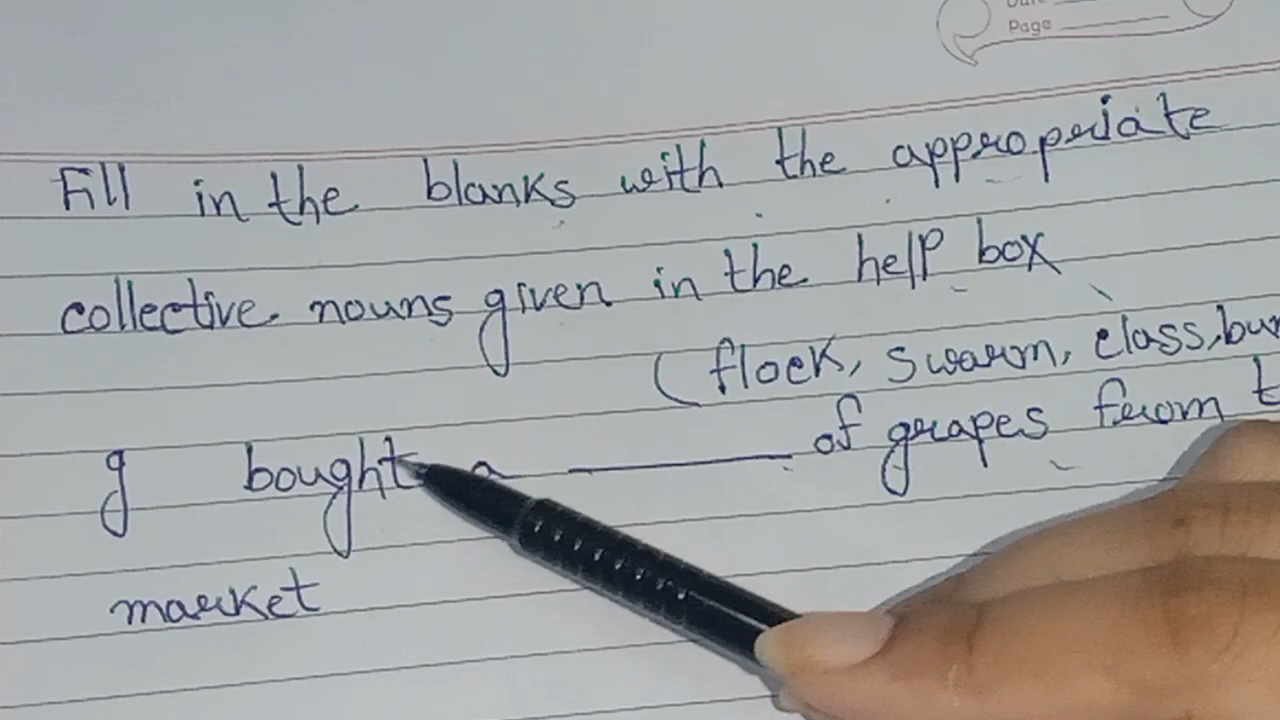 Page
Fill in the blanks with the appropriate
collective nouns given in the help box
(flock, swarm, class,
I bought a ______ of grapes from
market